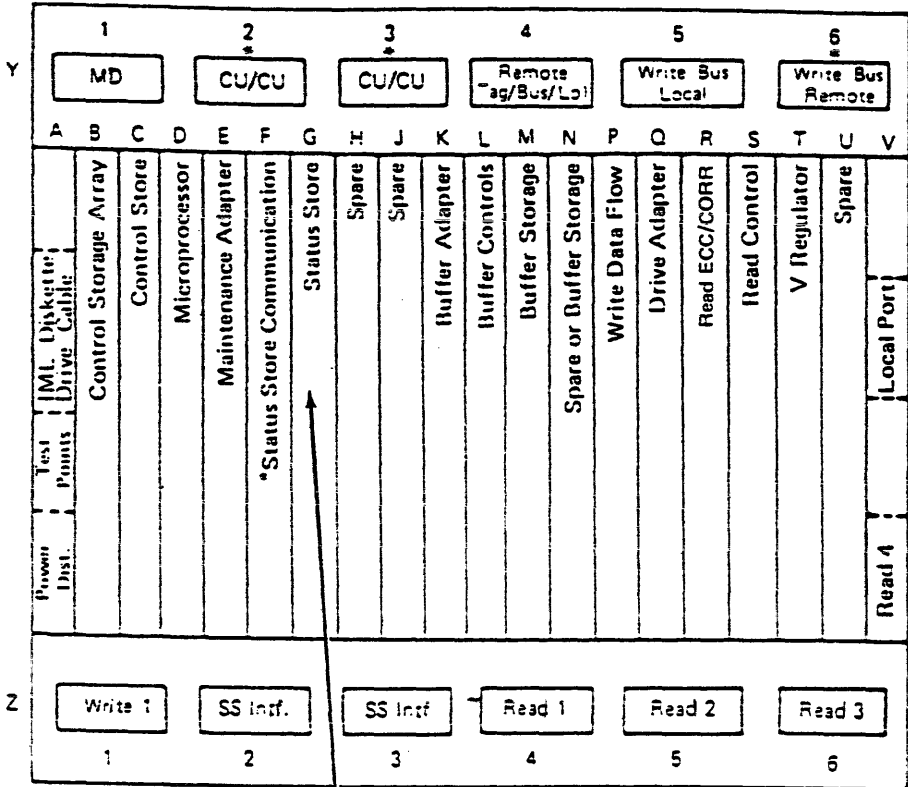 1 2 3 4 5 6
* * *
Y
MD
CU/CU
CU/CU
Remote
Tag/Bus/Lpl
Write Bus
Local
Write Bus
Remote
A B C D E F G H J K L M N P Q R S T U V
IML Diskette
Drive Cable
Test
Points
Power
Dist.
Control Storage Array
Control Store
Microprocessor
Maintenance Adapter
*Status Store Communication
Status Store
Spare
Spare
Buffer Adapter
Buffer Controls
Buffer Storage
Spare or Buffer Storage
Write Data Flow
Drive Adapter
Read ECC/CORR
Read Control
V Regulator
Spare
Local Port
Read 4
Z
Write 1
SS Intf.
SS Intf
Read 1
Read 2
Read 3
1 2 3 4 5 6